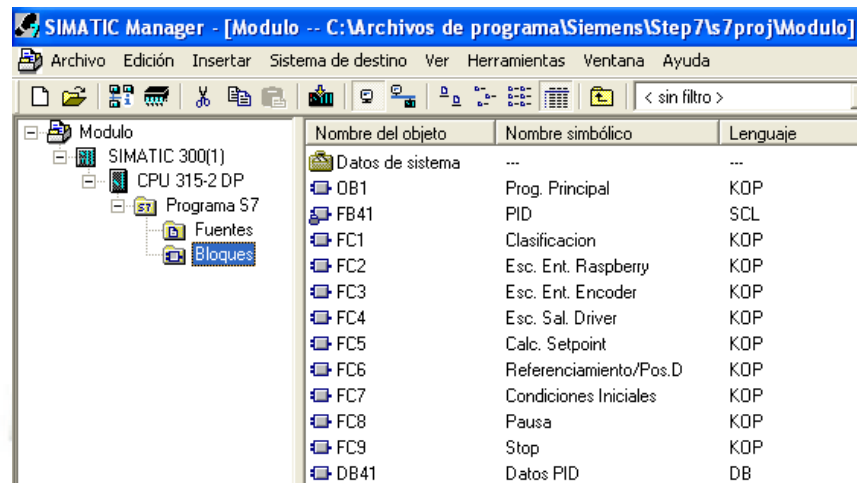 SIMATIC Manager - [Modulo -- C:\Archivos de programa\Siemens\Step7\s7proj\Modulo]
Archivo Edición Insertar Sistema de destino Ver Herramientas Ventana Ayuda
< sin filtro >
Modulo
SIMATIC 300(1)
CPU 315-2 DP
S7 Programa S7
Fuentes
Bloques
Nombre del objeto Nombre simbólico Lenguaje
Datos de sistema --- ---
OB1 Prog. Principal KOP
FB41 PID SCL
FC1 Clasificacion KOP
FC2 Esc. Ent. Raspberry KOP
FC3 Esc. Ent. Encoder KOP
FC4 Esc. Sal. Driver KOP
FC5 Calc. Setpoint KOP
FC6 Referenciamiento/Pos.D KOP
FC7 Condiciones Iniciales KOP
FC8 Pausa KOP
FC9 Stop KOP
DB41 Datos PID DB